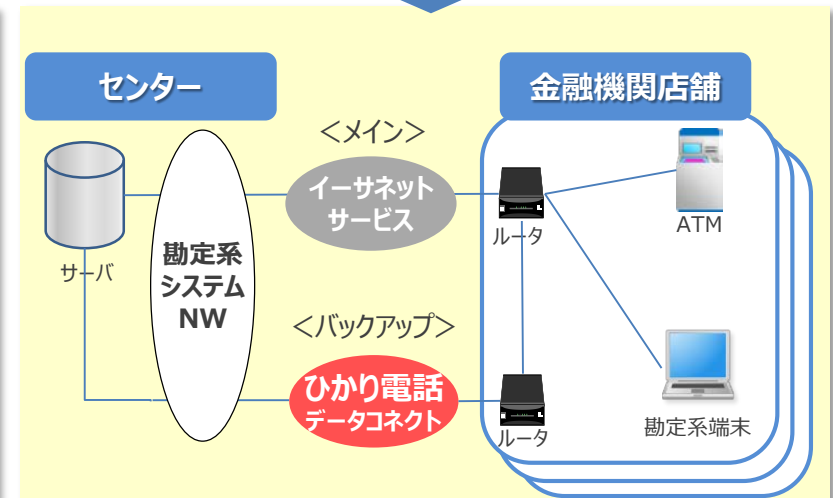 センター
金融機関店舗
＜メイン＞
イーサネット
サービス
ルータ
ATM
サーバ
勘定系
システム
NW
＜バックアップ＞
ひかり電話
データコネクト
ルータ
勘定系端末